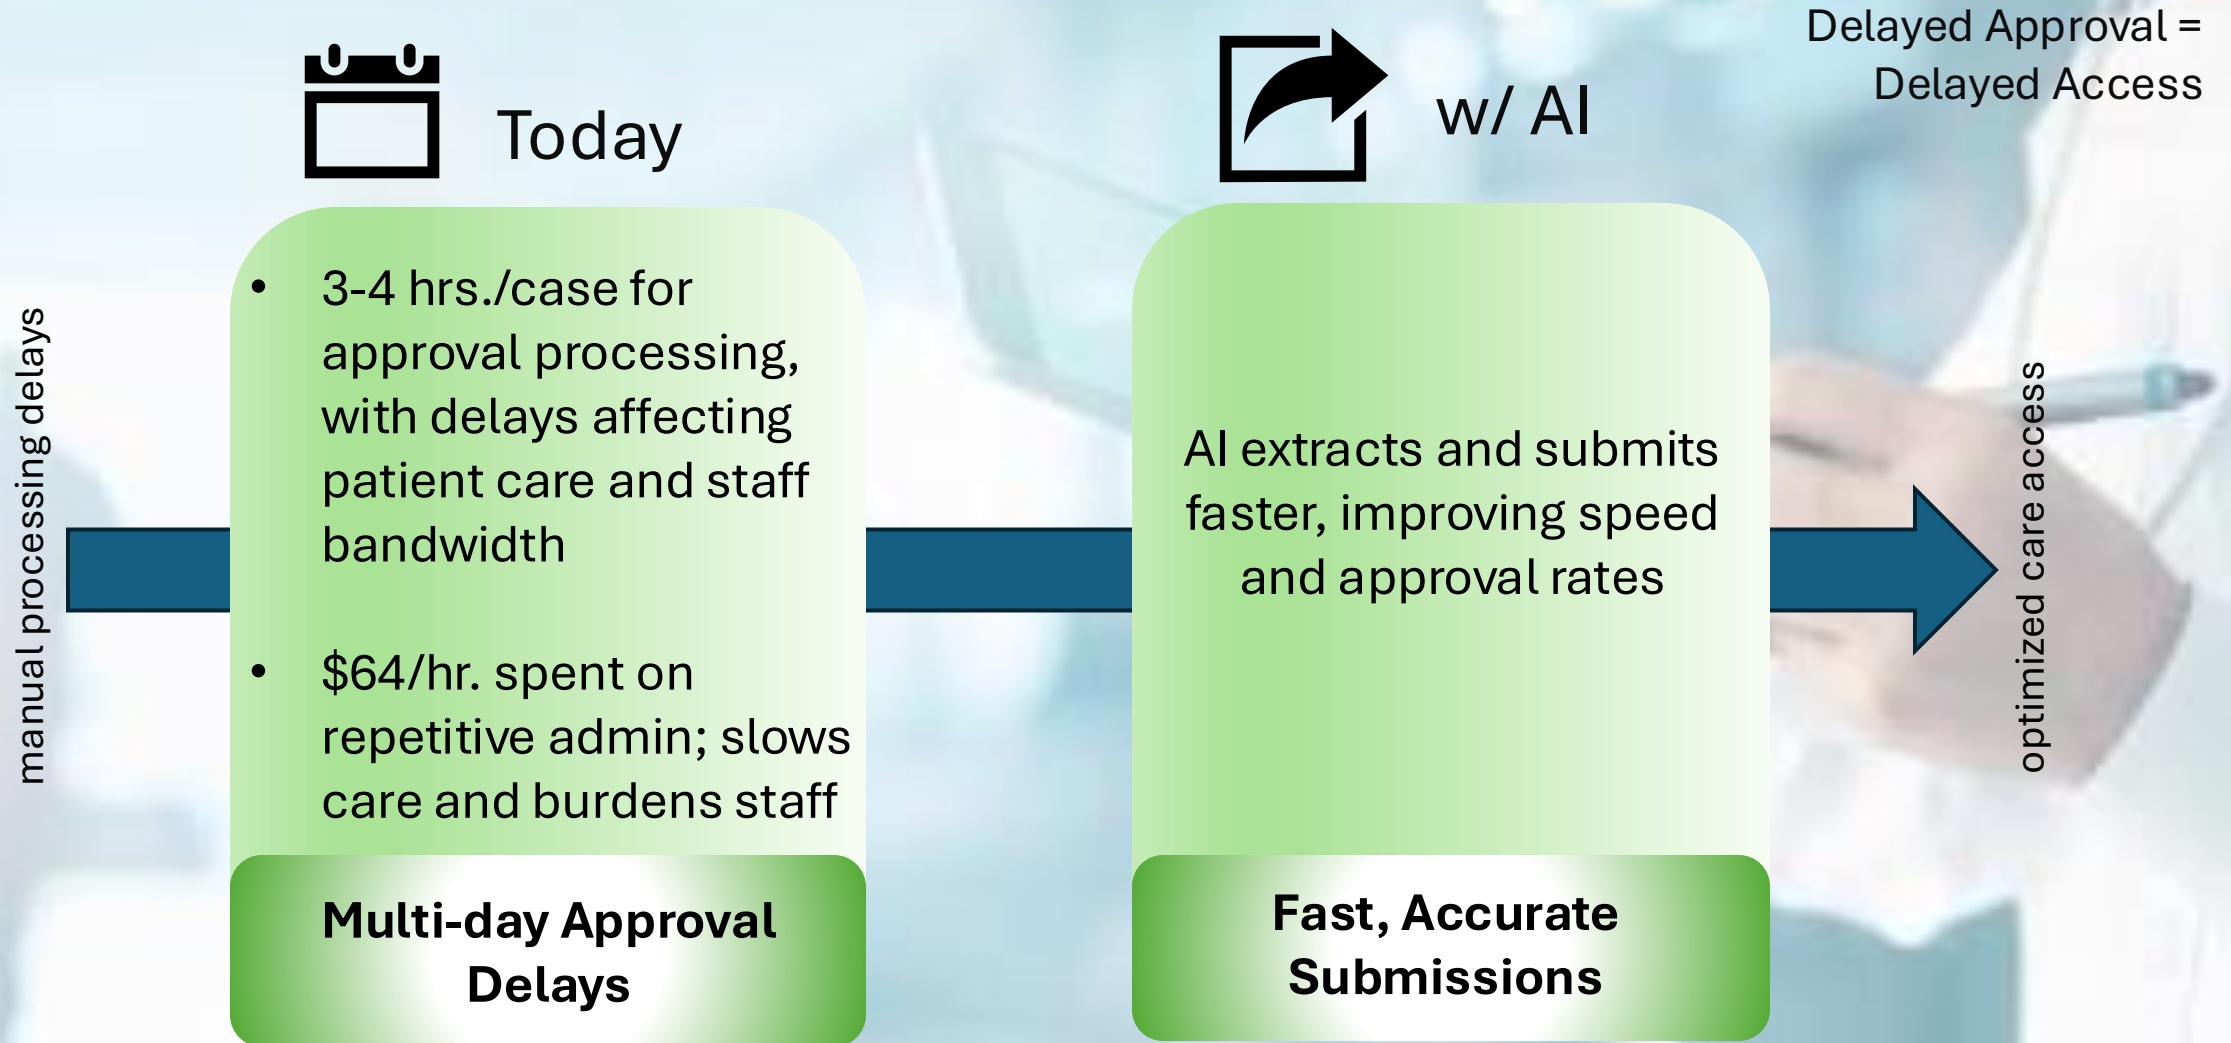 Delayed Approval =
Delayed Access
Today
w/ AI
manual processing delays
• 3-4 hrs./case for
approval processing,
with delays affecting
patient care and staff
bandwidth
• $64/hr. spent on
repetitive admin; slows
care and burdens staff
Multi-day Approval
Delays
AI extracts and submits
faster, improving speed
and approval rates
Fast, Accurate
Submissions
optimized care access